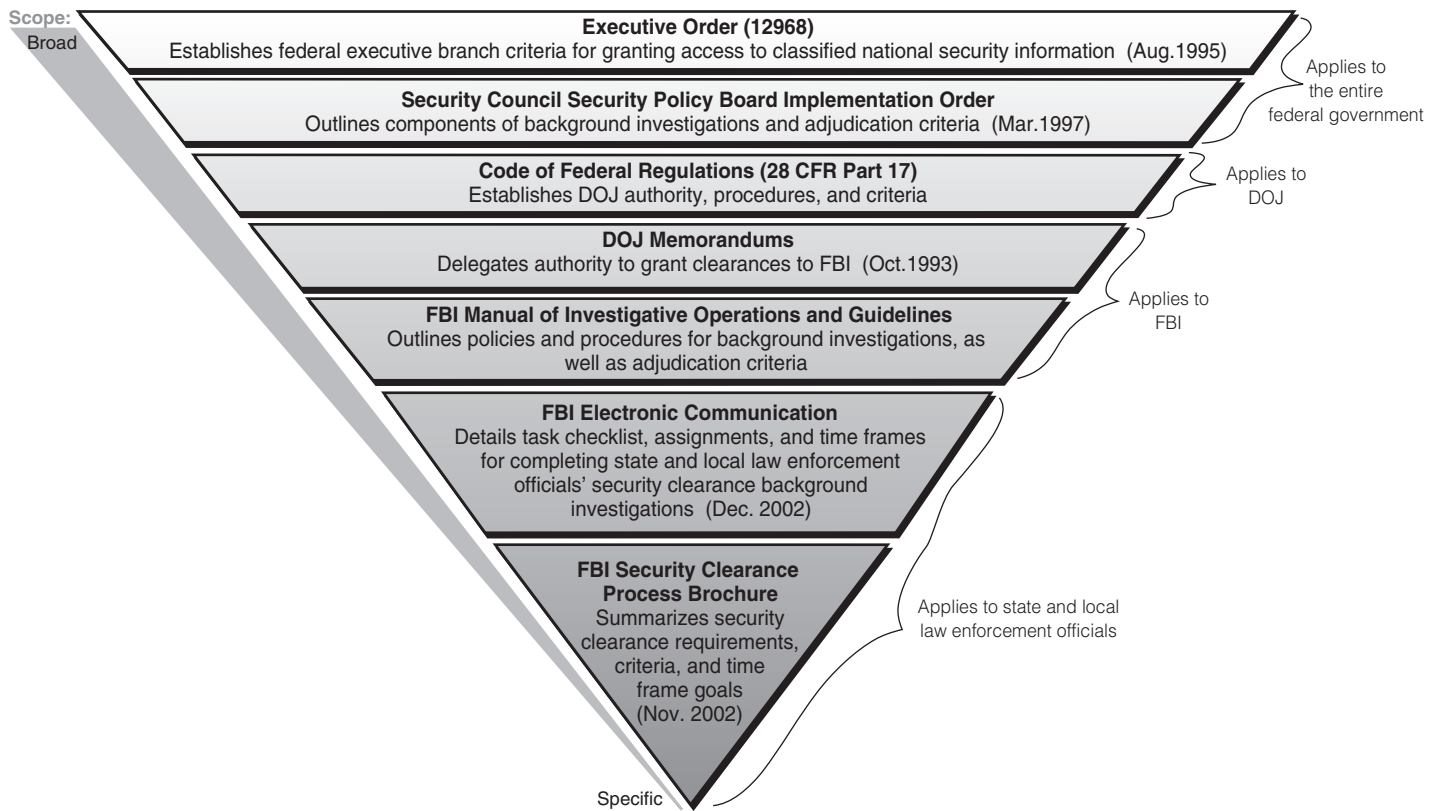 Scope:
Broad
Executive Order (12968)
Establishes federal executive branch criteria for granting access to classified national security information (Aug.1995)
Security Council Security Policy Board Implementation Order
Outlines components of background investigations and adjudication criteria (Mar.1997)
Applies to
the entire
federal government
Code of Federal Regulations (28 CFR Part 17)
Establishes DOJ authority, procedures, and criteria
Applies to
DOJ
DOJ Memorandums
Delegates authority to grant clearances to FBI (Oct.1993)
FBI Manual of Investigative Operations and Guidelines
Outlines policies and procedures for background investigations, as
well as adjudication criteria
Applies to
FBI
FBI Electronic Communication
Details task checklist, assignments, and time frames
for completing state and local law enforcement
officials' security clearance background
investigations (Dec. 2002)
FBI Security Clearance
Process Brochure
Summarizes security
clearance requirements,
criteria, and time
frame goals
(Nov. 2002)
Applies to state and local
law enforcement officials
Specific